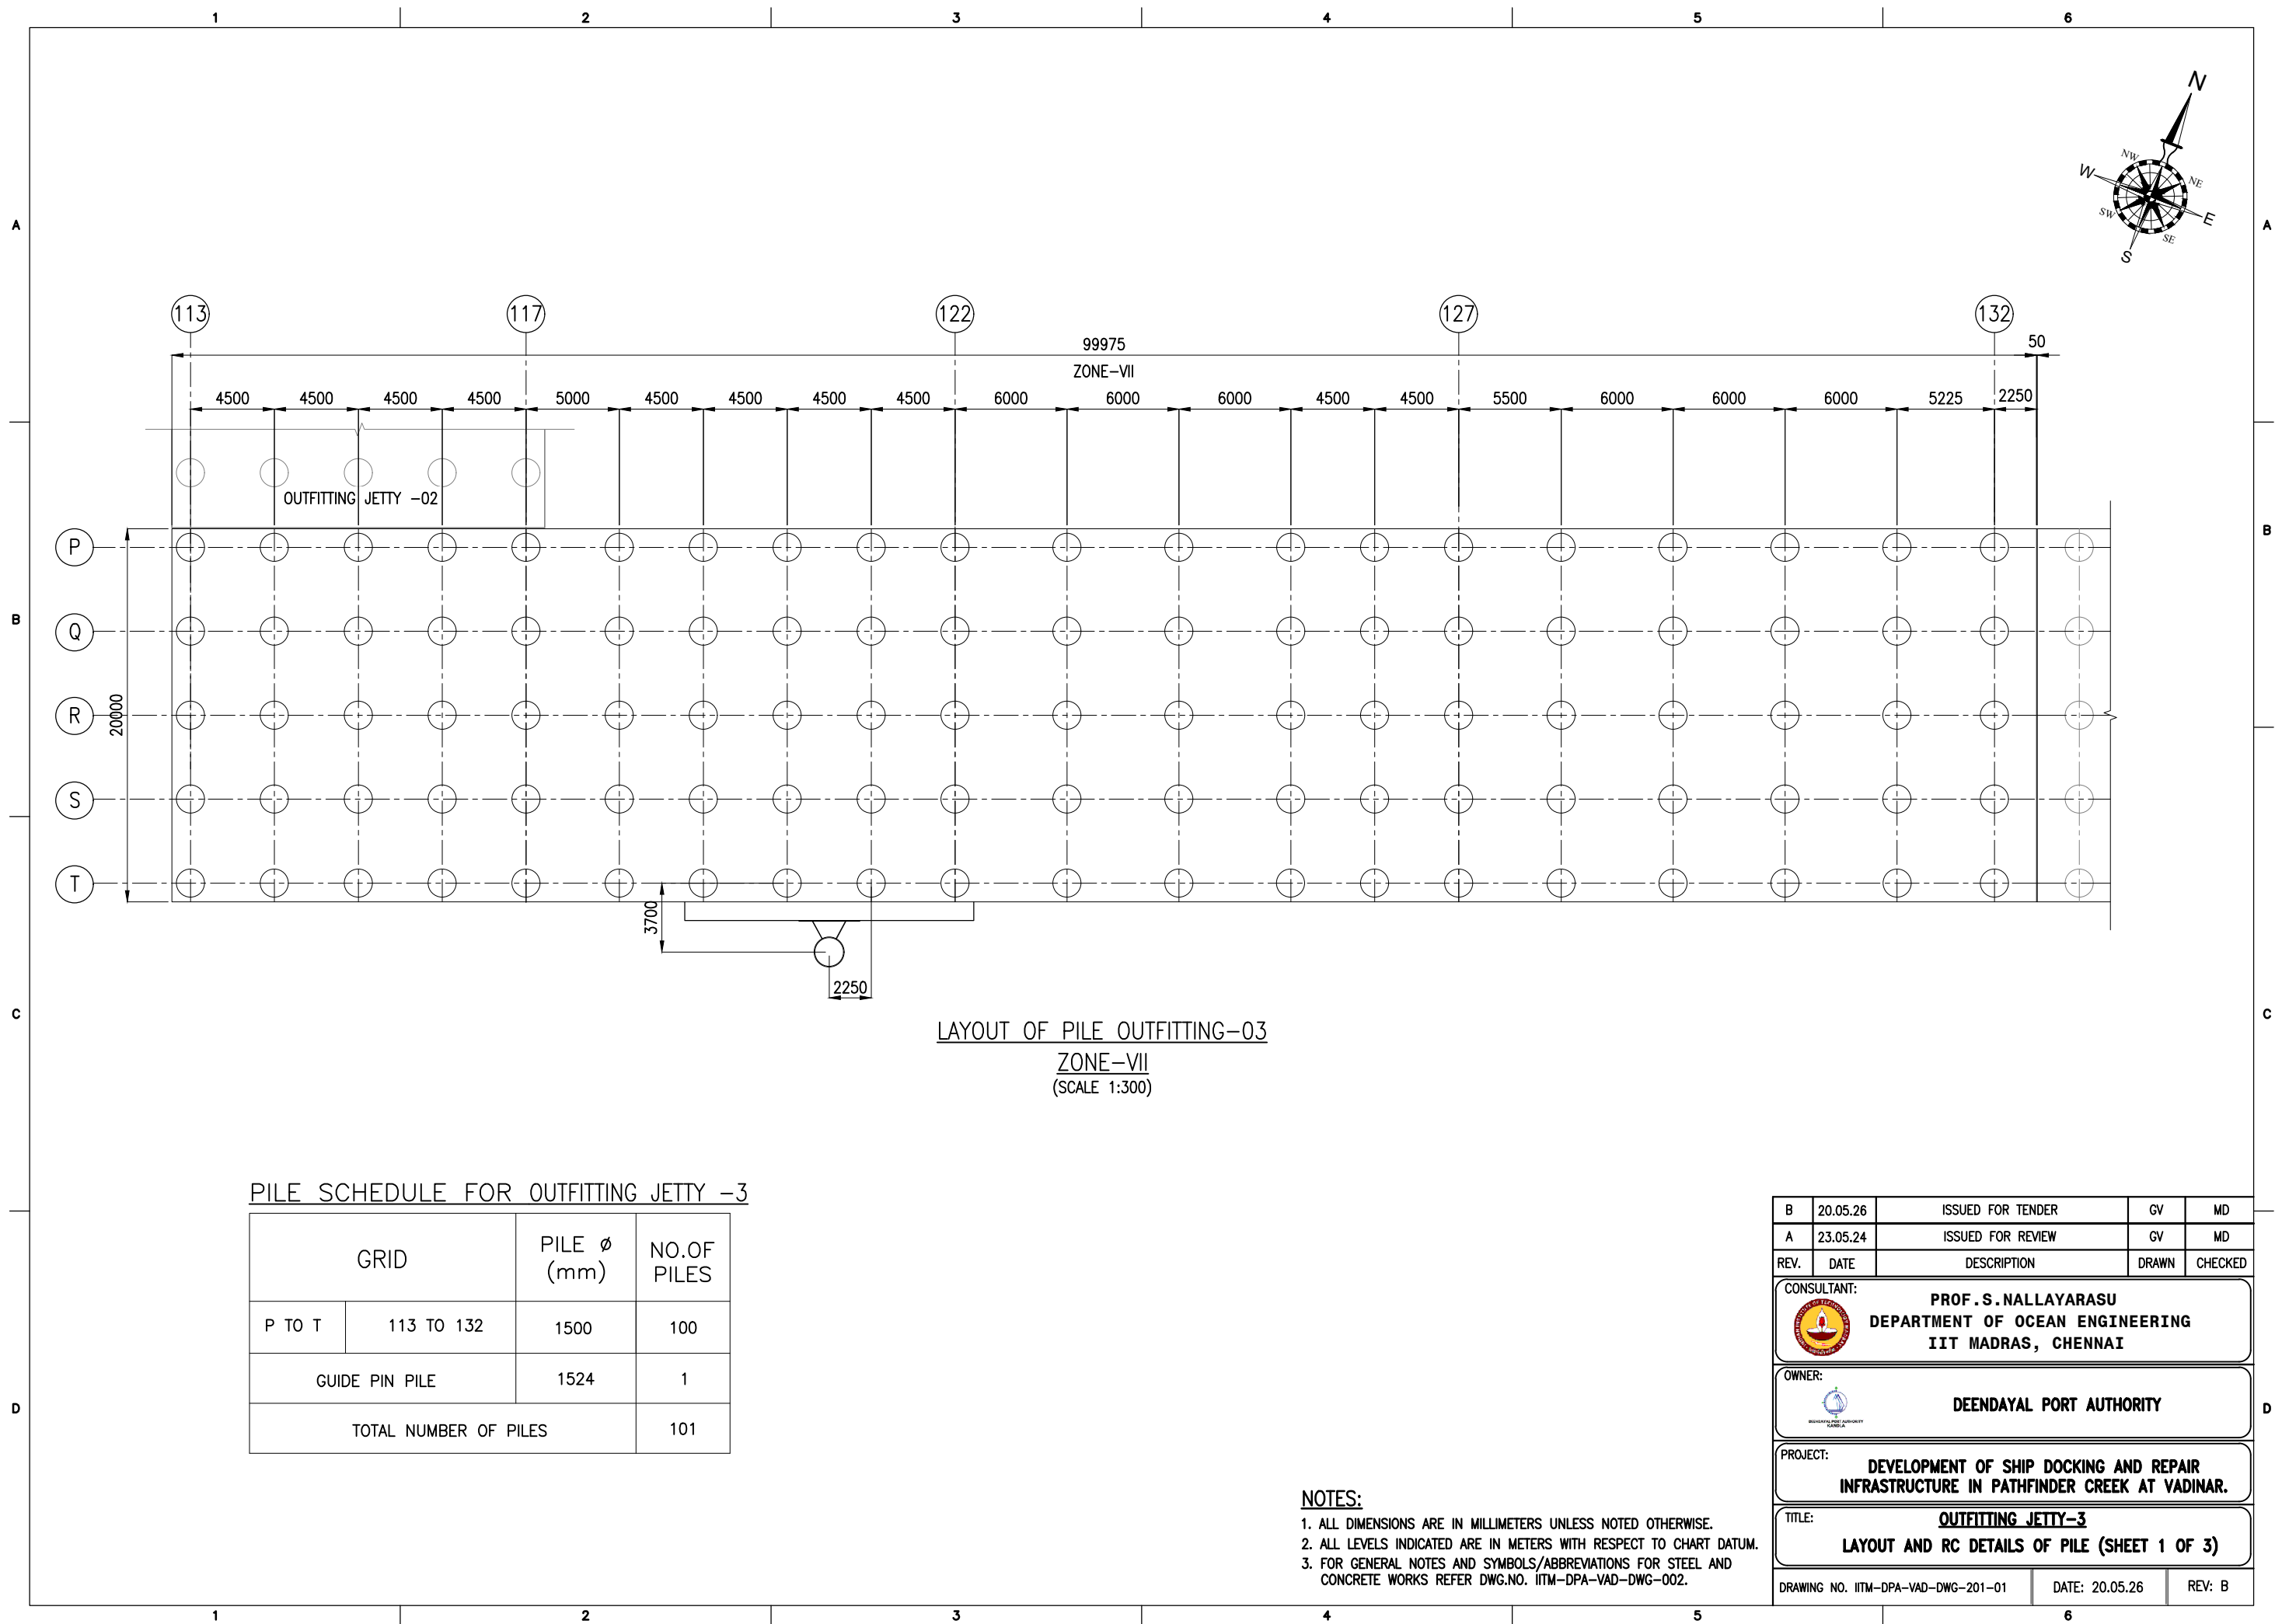 1 2 3 4 5 6
N
NW
W
NE
SW
E
SE
S
A A
113 117 122 127 132
99975 50
ZONE-VII
4500 4500 4500 4500 5000 4500 4500 4500 4500 6000 6000 6000 4500 4500 5500 6000 6000 6000 5225 2250
OUTFITTING JETTY -02
P
B
Q
B
R
20000
S
T
3700
2250
C C
LAYOUT OF PILE OUTFITTING-03
ZONE-VII
(SCALE 1:300)
PILE SCHEDULE FOR OUTFITTING JETTY -3
GRID PILE Ø (mm) NO.OF PILES
P TO T 113 TO 132 1500 100
GUIDE PIN PILE 1524 1
TOTAL NUMBER OF PILES 101
D D
NOTES:
1. ALL DIMENSIONS ARE IN MILLIMETERS UNLESS NOTED OTHERWISE.
2. ALL LEVELS INDICATED ARE IN METERS WITH RESPECT TO CHART DATUM.
3. FOR GENERAL NOTES AND SYMBOLS/ABBREVIATIONS FOR STEEL AND
CONCRETE WORKS REFER DWG.NO. IITM-DPA-VAD-DWG-002.
B 20.05.26 ISSUED FOR TENDER GV MD
A 23.05.24 ISSUED FOR REVIEW GV MD
REV. DATE DESCRIPTION DRAWN CHECKED
CONSULTANT:
PROF.S.NALLAYARASU
DEPARTMENT OF OCEAN ENGINEERING
IIT MADRAS, CHENNAI
OWNER:
DEENDAYAL PORT AUTHORITY
KANDLA
DEENDAYAL PORT AUTHORITY
PROJECT:
DEVELOPMENT OF SHIP DOCKING AND REPAIR
INFRASTRUCTURE IN PATHFINDER CREEK AT VADINAR.
TITLE:
OUTFITTING JETTY-3
LAYOUT AND RC DETAILS OF PILE (SHEET 1 OF 3)
DRAWING NO. IITM-DPA-VAD-DWG-201-01 DATE: 20.05.26 REV: B
1 2 3 4 5 6